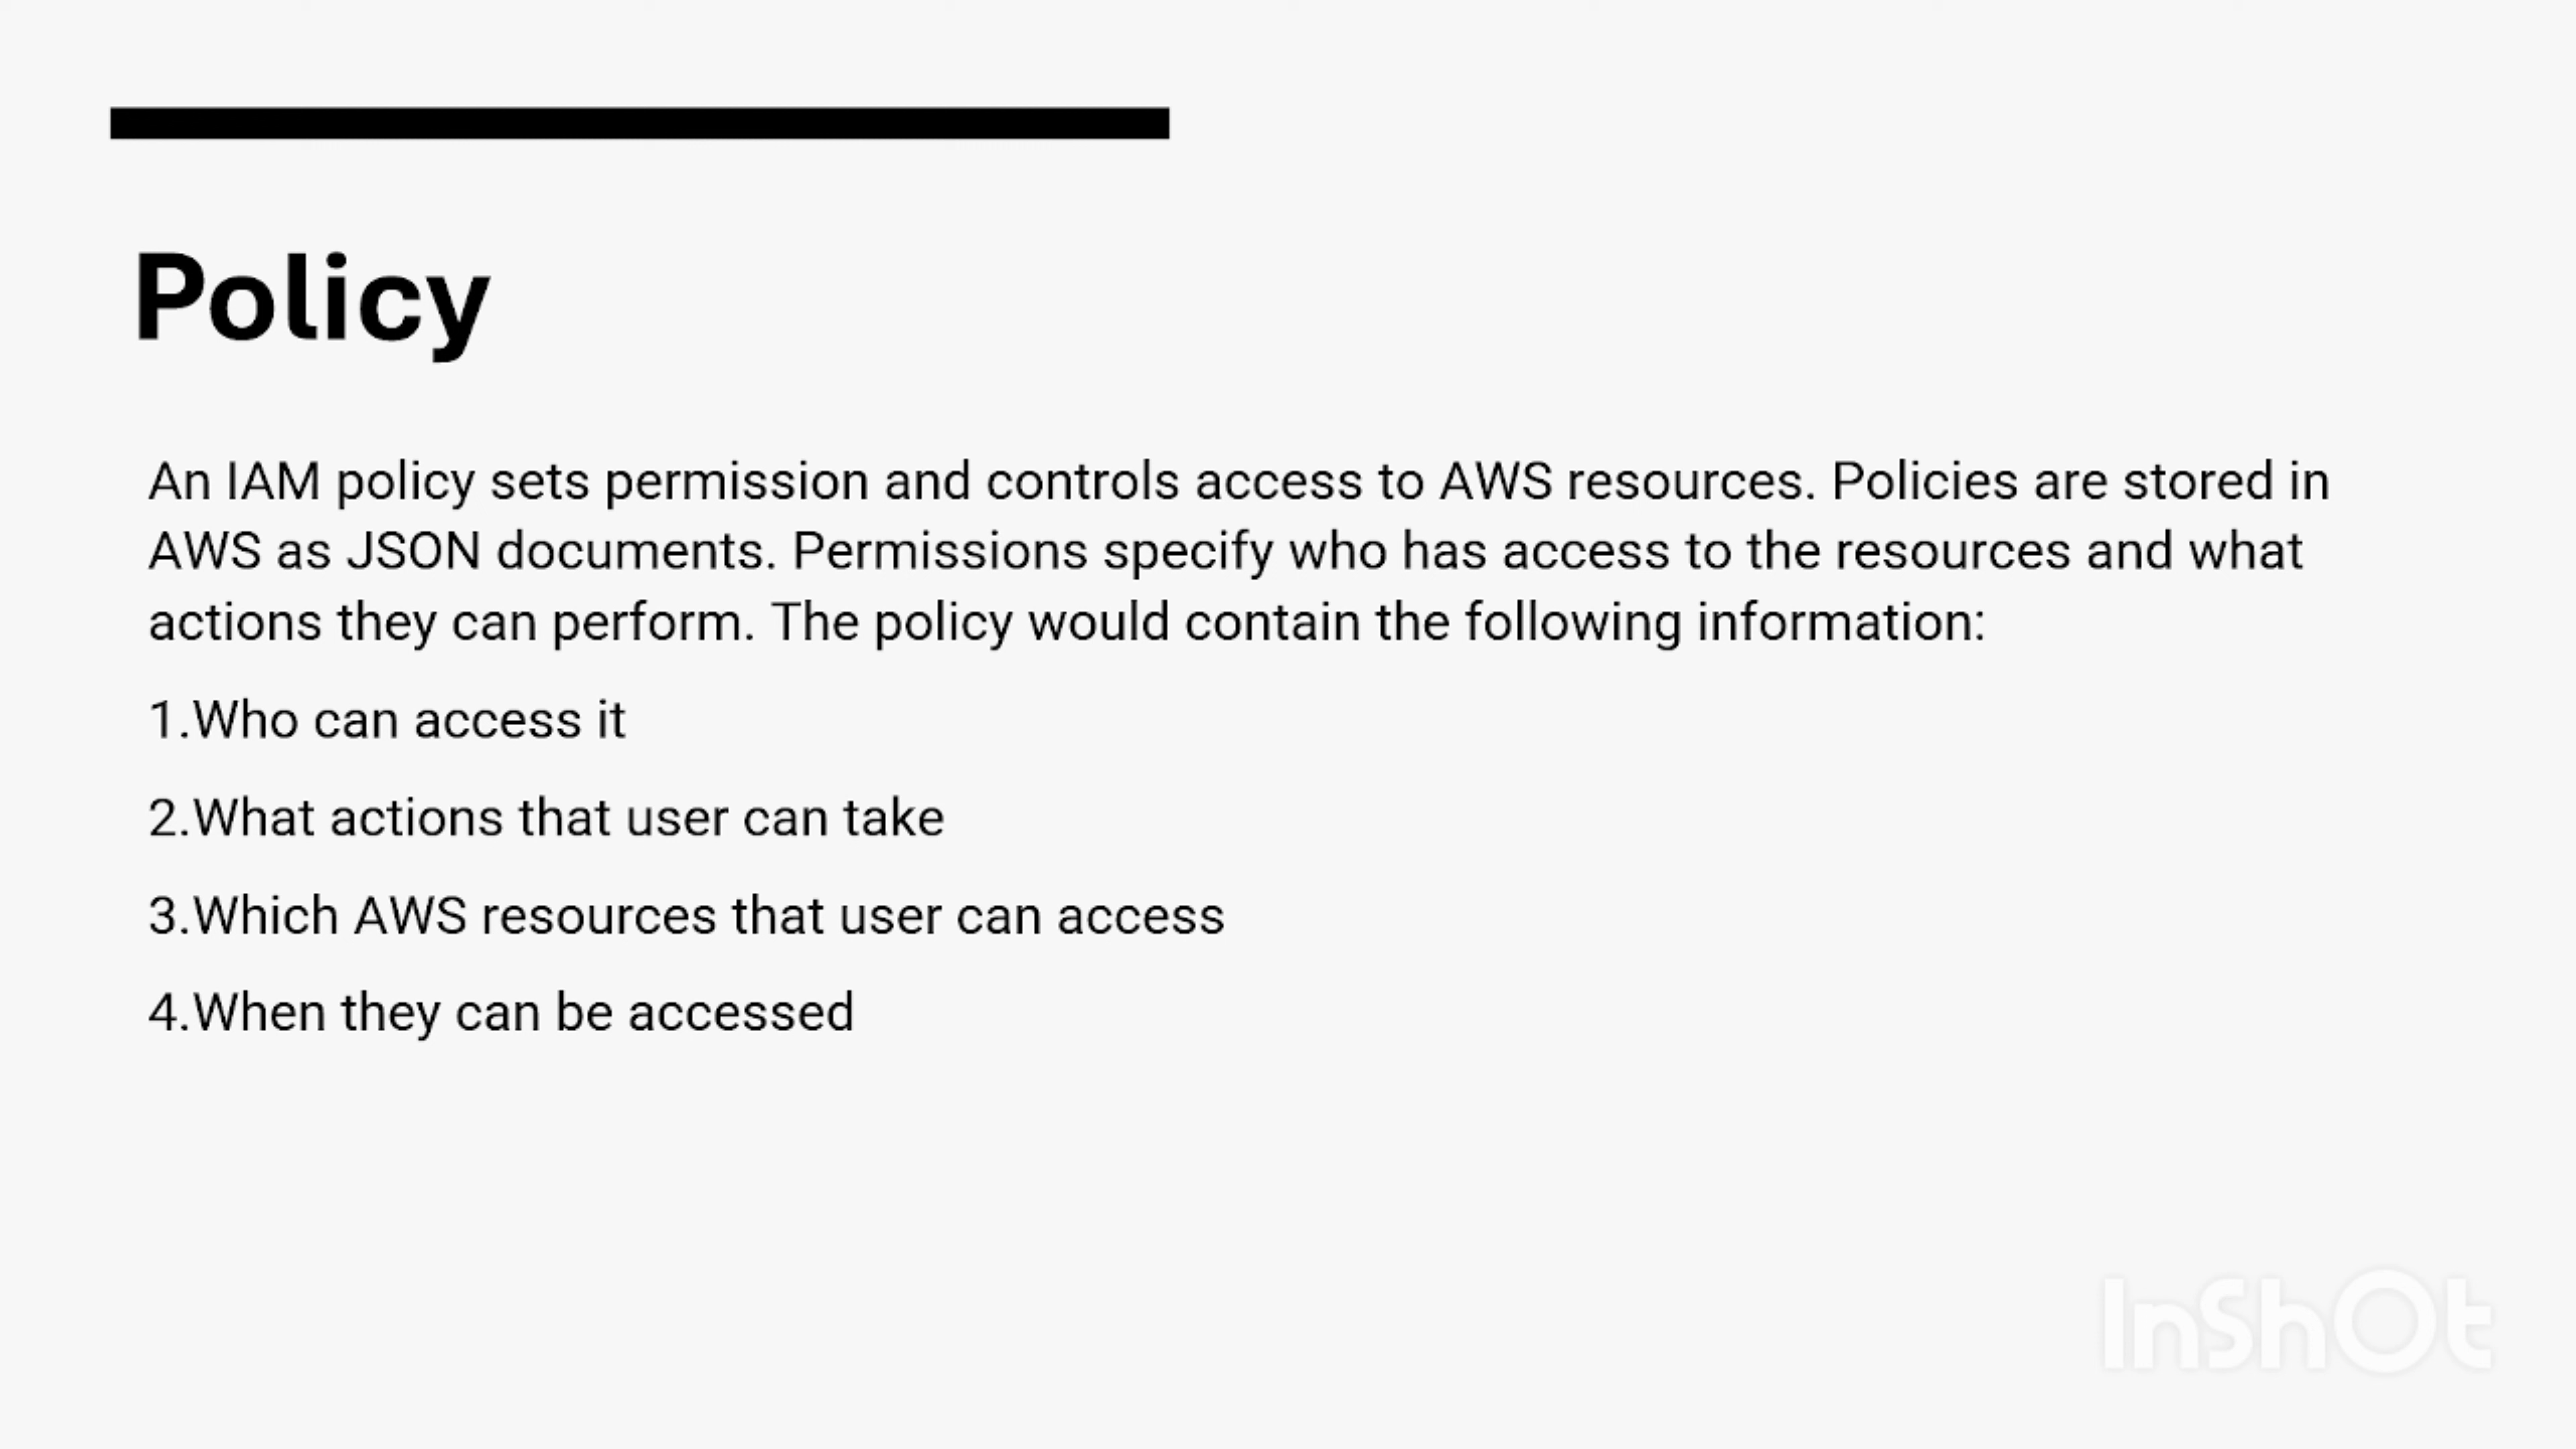 Policy
An IAM policy sets permission and controls access to AWS resources. Policies are stored in
AWS as JSON documents. Permissions specify who has access to the resources and what
actions they can perform. The policy would contain the following information:
1.Who can access it
2.What actions that user can take
3.Which AWS resources that user can access
4.When they can be accessed
InShOt